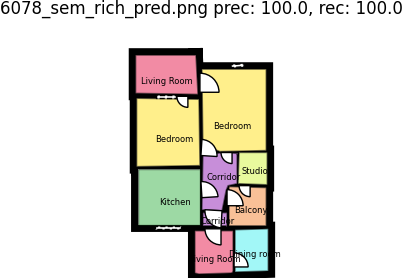 6078_sem_rich_pred.png prec: 100.0, rec: 100.0
Living Room
Bedroom
Bedroom
Corridor
Studio
Kitchen
Balcony
Corridor
Living Room
Dining room